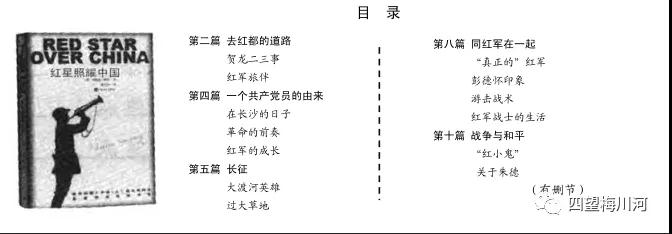 目 录
RED STAR
OVER CHINA
红星照耀中国
第二篇 去红都的道路
贺龙二三事
红军旅伴
第四篇 一个共产党员的由来
在长沙的日子
革命的前奏
红军的成长
第五篇 长征
大渡河英雄
过大草地
第八篇 同红军在一起
“真正的”红军
彭德怀印象
游击战术
红军战士的生活
第十篇 战争与和平
“红小鬼”
关于朱德
(有删节)
四望梅川河